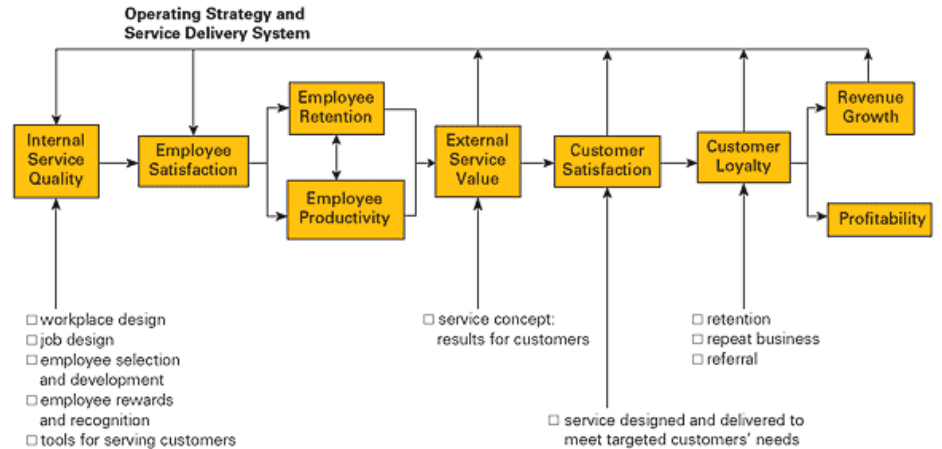 Operating Strategy and
Service Delivery System
Internal
Service
Quality
Employee
Satisfaction
Employee
Retention
Employee
Productivity
External
Service
Value
Customer
Satisfaction
Customer
Loyalty
Revenue
Growth
Profitability
□ workplace design
□ job design
□ employee selection
and development
□ employee rewards
and recognition
□ tools for serving customers
□ service concept:
results for customers
□ service designed and delivered to
meet targeted customers' needs
□ retention
□ repeat business
□ referral